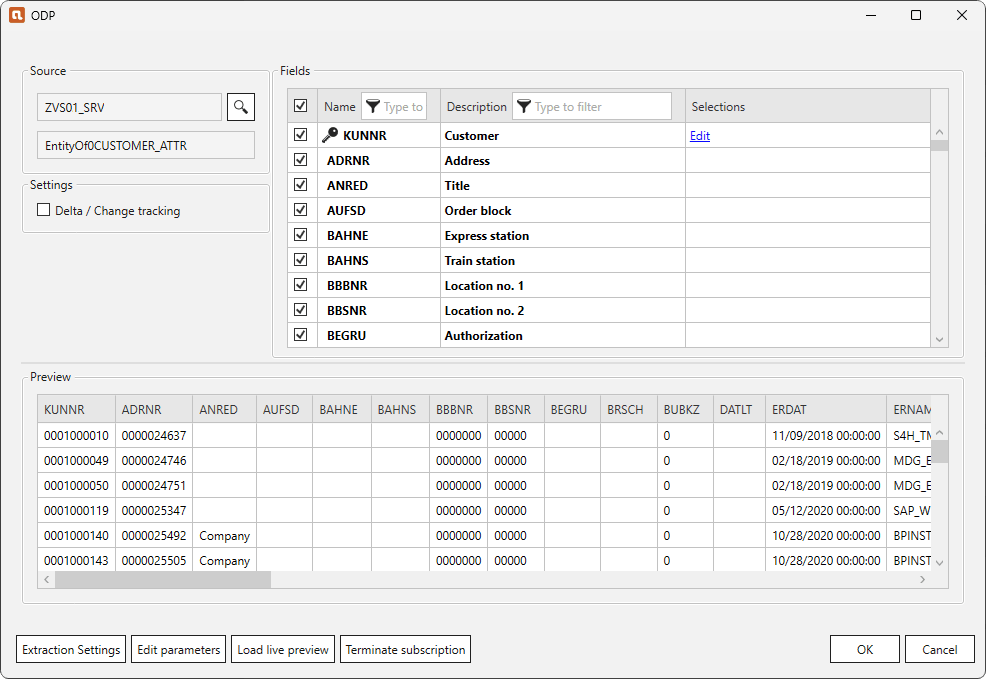 ODP
Source
ZVS01_SRV
EntityOf0CUSTOMER_ATTR
Settings
Delta / Change tracking
Fields
Name Type to Description Type to filter Selections
KUNNR Customer Edit
ADRNR Address
ANRED Title
AUFSD Order block
BAHNE Express station
BAHNS Train station
BBBNR Location no. 1
BBSNR Location no. 2
BEGRU Authorization
Preview
KUNNR ADRNR ANRED AUFSD BAHNE BAHNS BBBNR BBSNR BEGRU BRSCH BUBKZ DATLT ERDAT ERNAM
0001000010 0000024637 0000000 00000 0 11/09/2018 00:00:00 S4H_TM
0001000049 0000024746 0000000 00000 0 02/18/2019 00:00:00 MDG_E
0001000050 0000024751 0000000 00000 0 02/18/2019 00:00:00 MDG_E
0001000119 0000025347 0000000 00000 0 05/12/2020 00:00:00 SAP_W
0001000140 0000025492 Company 0000000 00000 0 10/28/2020 00:00:00 BPINST
0001000143 0000025505 Company 0000000 00000 0 10/28/2020 00:00:00 BPINST
Extraction Settings Edit parameters Load live preview Terminate subscription OK Cancel